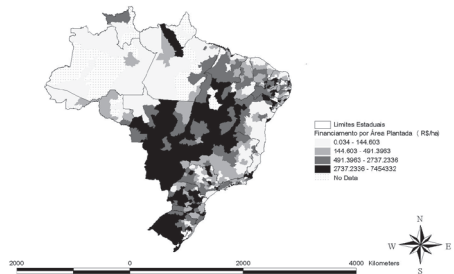 Limites Estaduais
Financiamento por Área Plantada ( R$/ha)
0.034 - 144.603
144.603 - 491.3963
491.3963 - 2737.2336
2737.2336 - 7454332
No Data
N
W E
S
2000 0 2000 4000 Kilometers